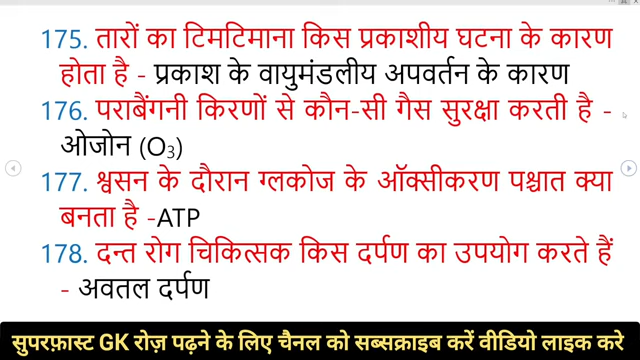 175. तारों का टिमटिमाना किस प्रकाशीय घटना के कारण
होता है - प्रकाश के वायुमंडलीय अपवर्तन के कारण
176. पराबैंगनी किरणों से कौन-सी गैस सुरक्षा करती है -
ओजोन (O₃)
177. श्वसन के दौरान ग्लकोज के ऑक्सीकरण पश्चात क्या
बनता है -ATP
178. दन्त रोग चिकित्सक किस दर्पण का उपयोग करते हैं
- अवतल दर्पण
सुपरफ़ास्ट GK रोज़ पढ़ने के लिए चैनल को सब्सक्राइब करें वीडियो लाइक करे